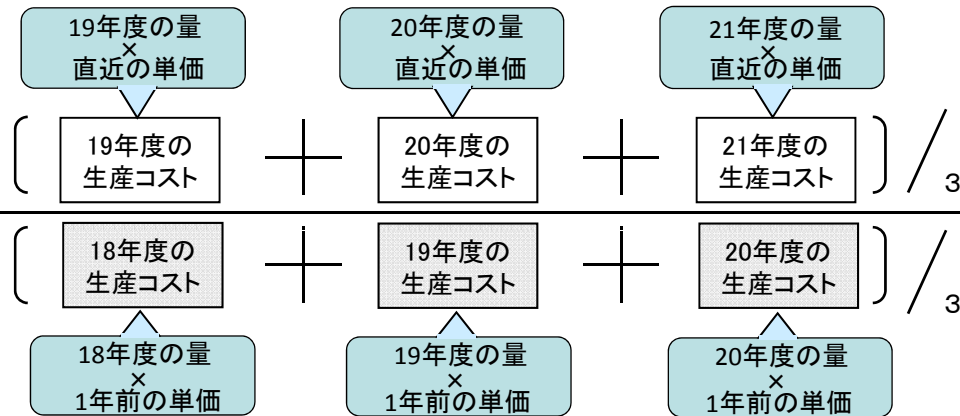 19年度の量
×
直近の単価
20年度の量
×
直近の単価
21年度の量
×
直近の単価
19年度の
生産コスト
20年度の
生産コスト
21年度の
生産コスト
3
18年度の
生産コスト
19年度の
生産コスト
20年度の
生産コスト
3
18年度の量
×
1年前の単価
19年度の量
×
1年前の単価
20年度の量
×
1年前の単価